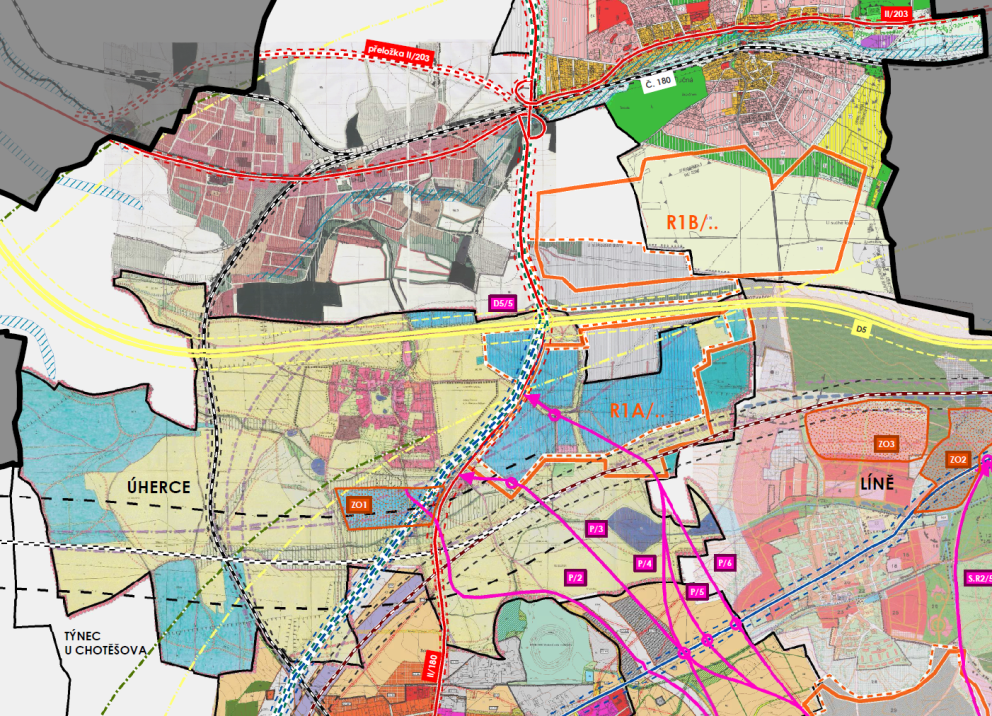 II/203
přeložka II/203
Č. 180
R1B/..
D5/5
D5
R1A/..
ZO3
ZO2
ÚHERCE
ZO1
LÍNĚ
P/3
P/4
P/6
P/2
P/5
S.R2/5
TÝNEC
U CHOTĚŠOVA
II/180